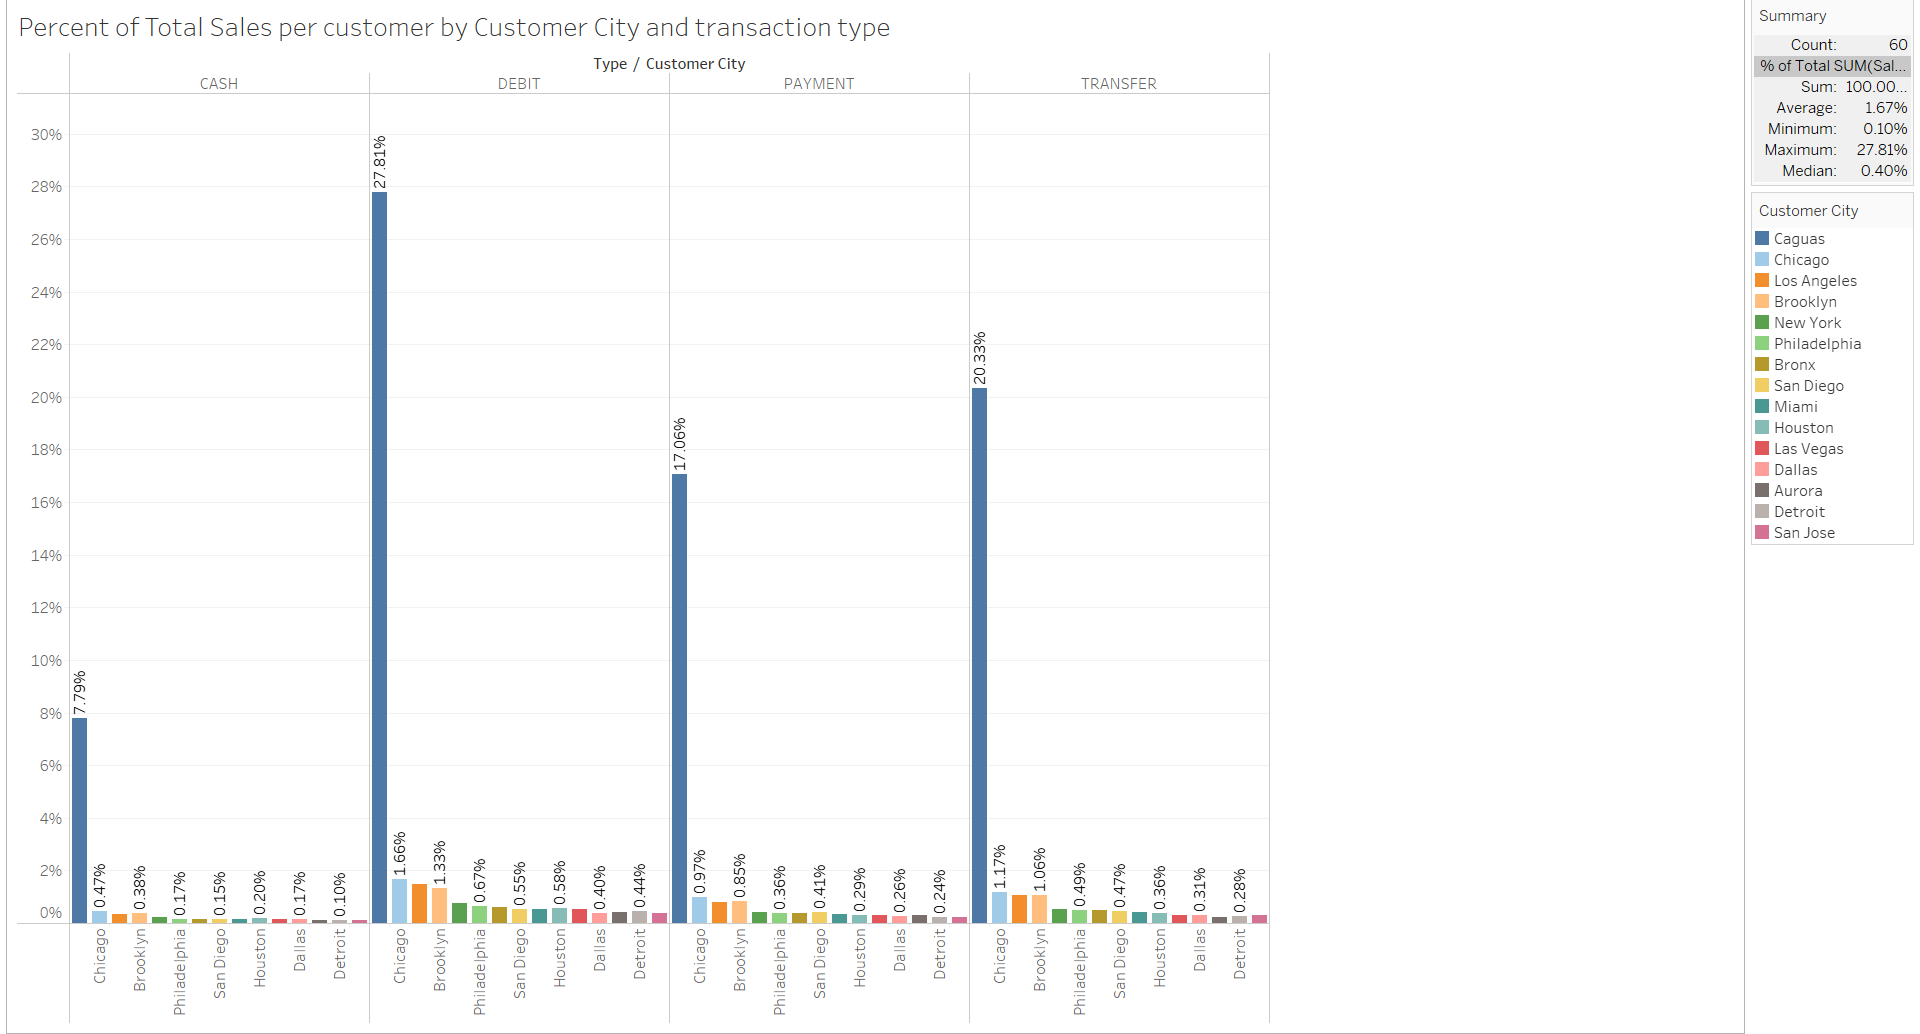 Percent of Total Sales per customer by Customer City and transaction type
Type / Customer City
CASH DEBIT PAYMENT TRANSFER
30%
28%
26%
24%
22%
20%
18%
16%
14%
12%
10%
8%
6%
4%
2%
0%
7.79% 0.47% 0.38% 0.17% 0.15% 0.20% 0.17% 0.10%
27.81% 1.66% 1.33% 0.67% 0.55% 0.58% 0.40% 0.44%
17.06% 0.97% 0.85% 0.36% 0.41% 0.29% 0.26% 0.24%
20.33% 1.17% 1.06% 0.49% 0.47% 0.36% 0.31% 0.28%
Chicago Brooklyn Philadelphia San Diego Houston Dallas Detroit
Chicago Brooklyn Philadelphia San Diego Houston Dallas Detroit
Chicago Brooklyn Philadelphia San Diego Houston Dallas Detroit
Chicago Brooklyn Philadelphia San Diego Houston Dallas Detroit
Summary
Count: 60
% of Total SUM(Sal...
Sum: 100.00...
Average: 1.67%
Minimum: 0.10%
Maximum: 27.81%
Median: 0.40%
Customer City
Caguas
Chicago
Los Angeles
Brooklyn
New York
Philadelphia
Bronx
San Diego
Miami
Houston
Las Vegas
Dallas
Aurora
Detroit
San Jose